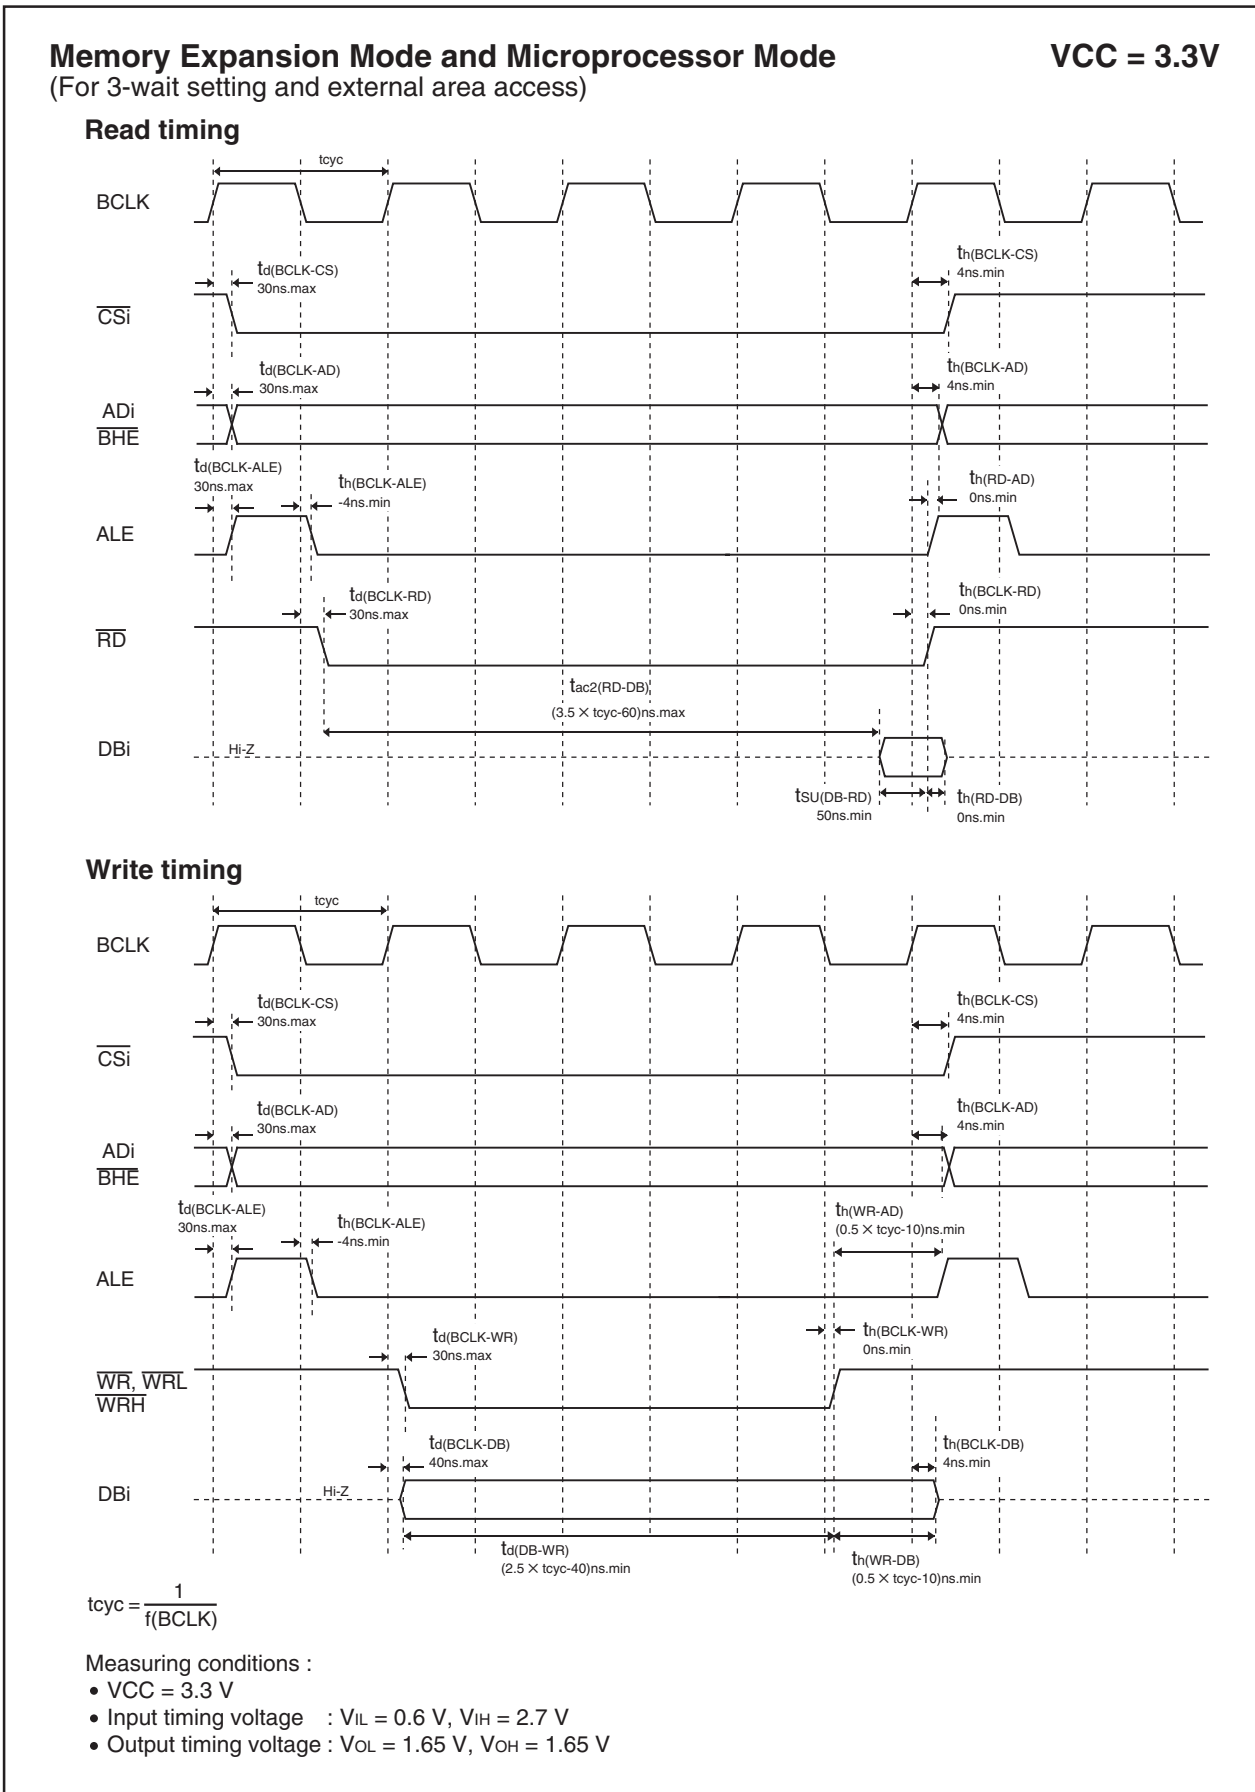 Memory Expansion Mode and Microprocessor Mode VCC = 3.3V
(For 3-wait setting and external area access)
Read timing
tcyc
BCLK
td(BCLK-CS)
30ns.max
th(BCLK-CS)
4ns.min
CSi
td(BCLK-AD)
30ns.max
th(BCLK-AD)
4ns.min
ADi
BHE
td(BCLK-ALE)
30ns.max
th(BCLK-ALE)
-4ns.min
th(RD-AD)
0ns.min
ALE
td(BCLK-RD)
30ns.max
th(BCLK-RD)
0ns.min
RD
tac2(RD-DB)
(3.5 × tcyc-60)ns.max
DBi
Hi-Z
tSU(DB-RD)
50ns.min
th(RD-DB)
0ns.min
Write timing
tcyc
BCLK
td(BCLK-CS)
30ns.max
th(BCLK-CS)
4ns.min
CSi
td(BCLK-AD)
30ns.max
th(BCLK-AD)
4ns.min
ADi
BHE
td(BCLK-ALE)
30ns.max
th(BCLK-ALE)
-4ns.min
th(WR-AD)
(0.5 × tcyc-10)ns.min
ALE
td(BCLK-WR)
30ns.max
th(BCLK-WR)
0ns.min
WR, WRL
WRH
td(BCLK-DB)
40ns.max
th(BCLK-DB)
4ns.min
DBi
Hi-Z
td(DB-WR)
(2.5 × tcyc-40)ns.min
th(WR-DB)
(0.5 × tcyc-10)ns.min
tcyc = 1
f(BCLK)
Measuring conditions :
• VCC = 3.3 V
• Input timing voltage : VIL = 0.6 V, VIH = 2.7 V
• Output timing voltage : VOL = 1.65 V, VOH = 1.65 V